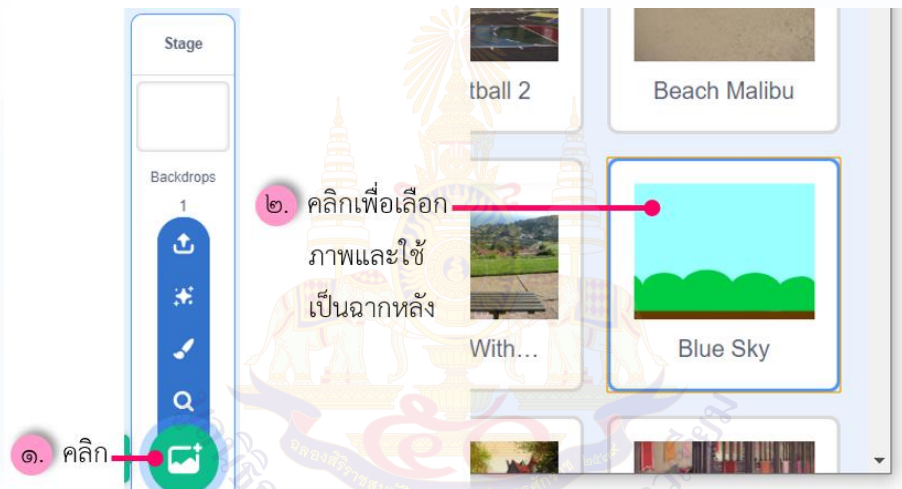 Stage
Backdrops
1
๑. คลิก
๒. คลิกเพื่อเลือก
ภาพและใช้
เป็นฉากหลัง
tball 2
Beach Malibu
With...
Blue Sky